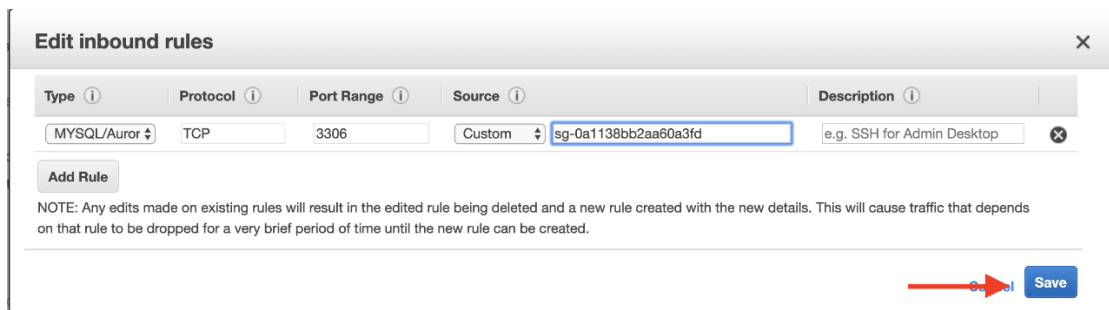 Edit inbound rules
Type Protocol Port Range Source Description
MYSQL/Auror TCP 3306 Custom sg-0a1138bb2aa60a3fd e.g. SSH for Admin Desktop
Add Rule
NOTE: Any edits made on existing rules will result in the edited rule being deleted and a new rule created with the new details. This will cause traffic that depends
on that rule to be dropped for a very brief period of time until the new rule can be created.
Save